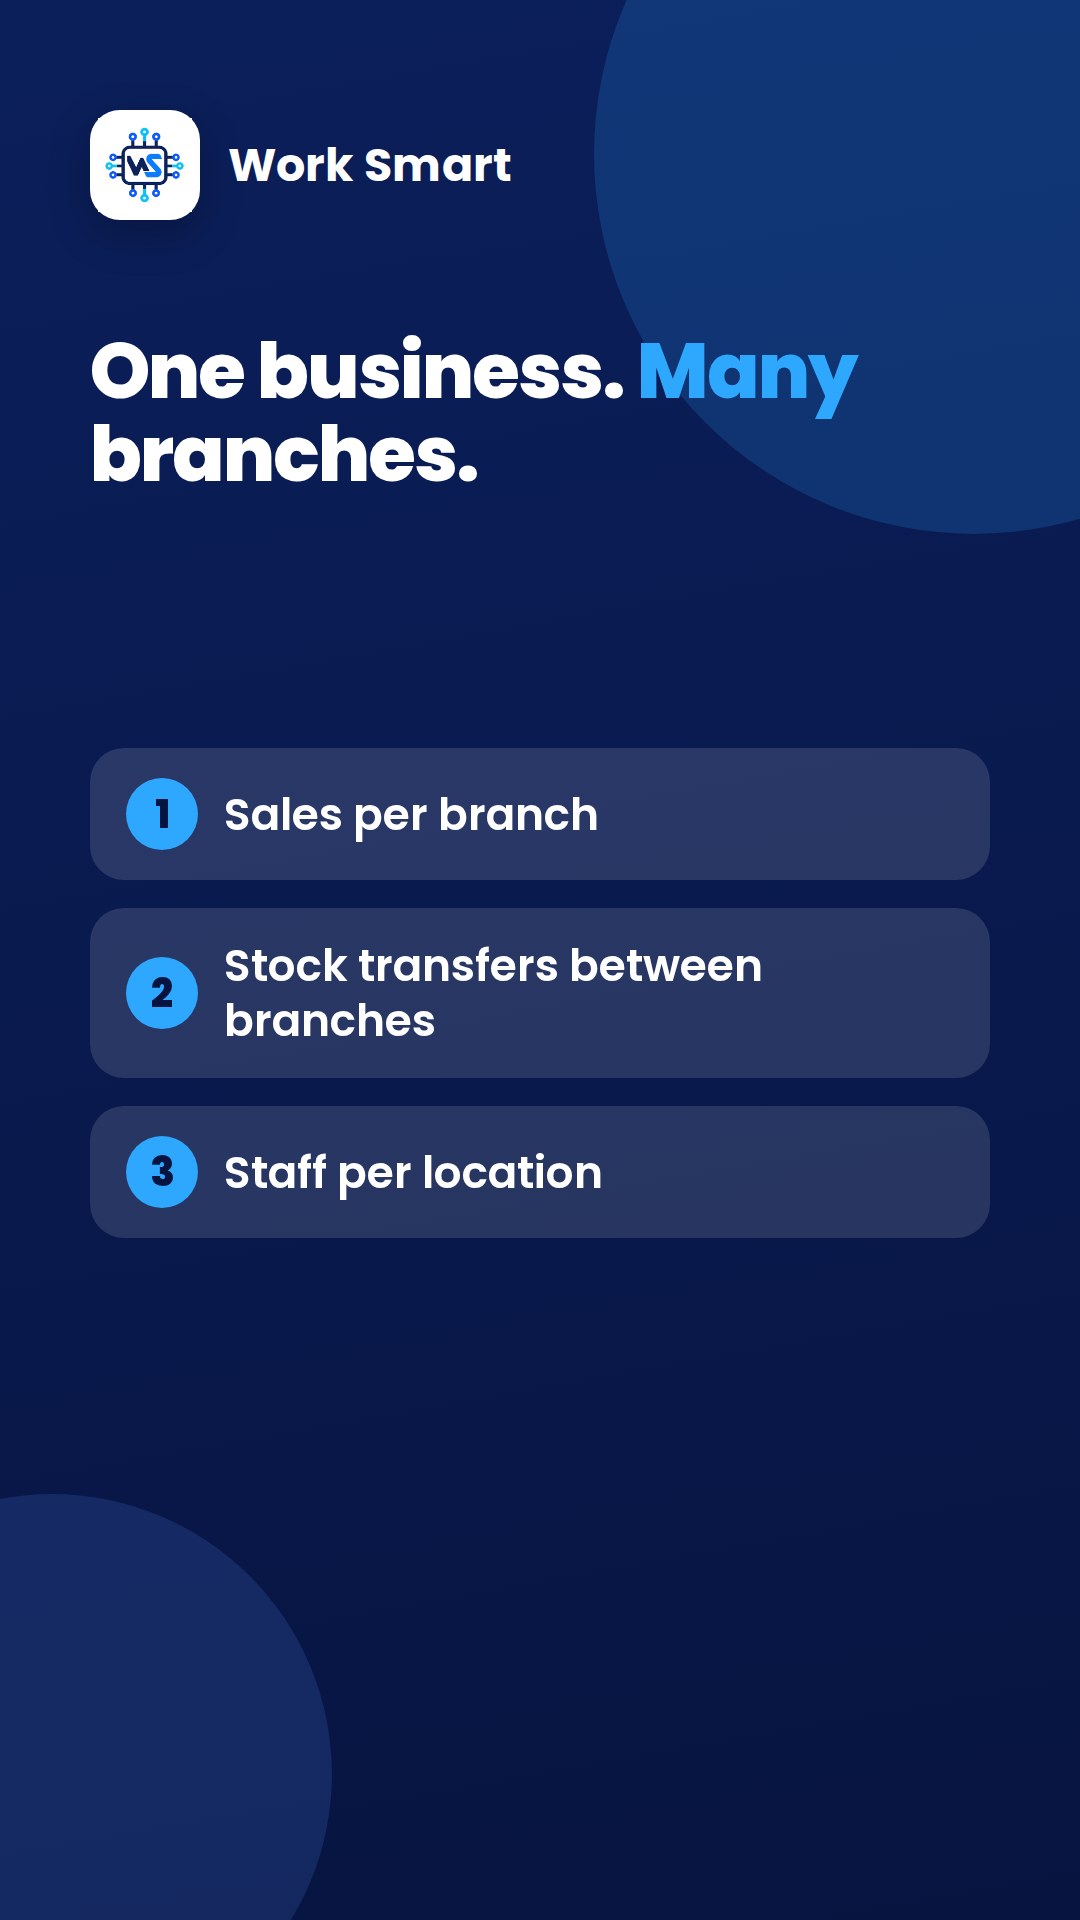 WS
Work Smart
One business. Many
branches.
1 Sales per branch
2 Stock transfers between
branches
3 Staff per location